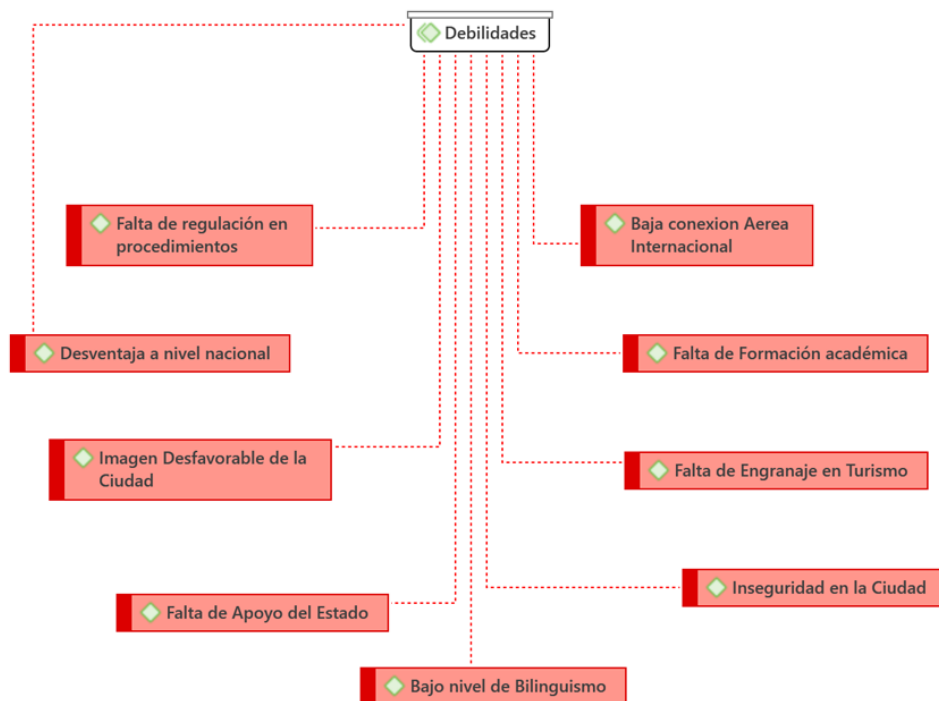 Debilidades
Falta de regulación en
procedimientos
Baja conexion Aerea
Internacional
Desventaja a nivel nacional
Falta de Formación académica
Imagen Desfavorable de la
Ciudad
Falta de Engranaje en Turismo
Inseguridad en la Ciudad
Falta de Apoyo del Estado
Bajo nivel de Bilinguismo